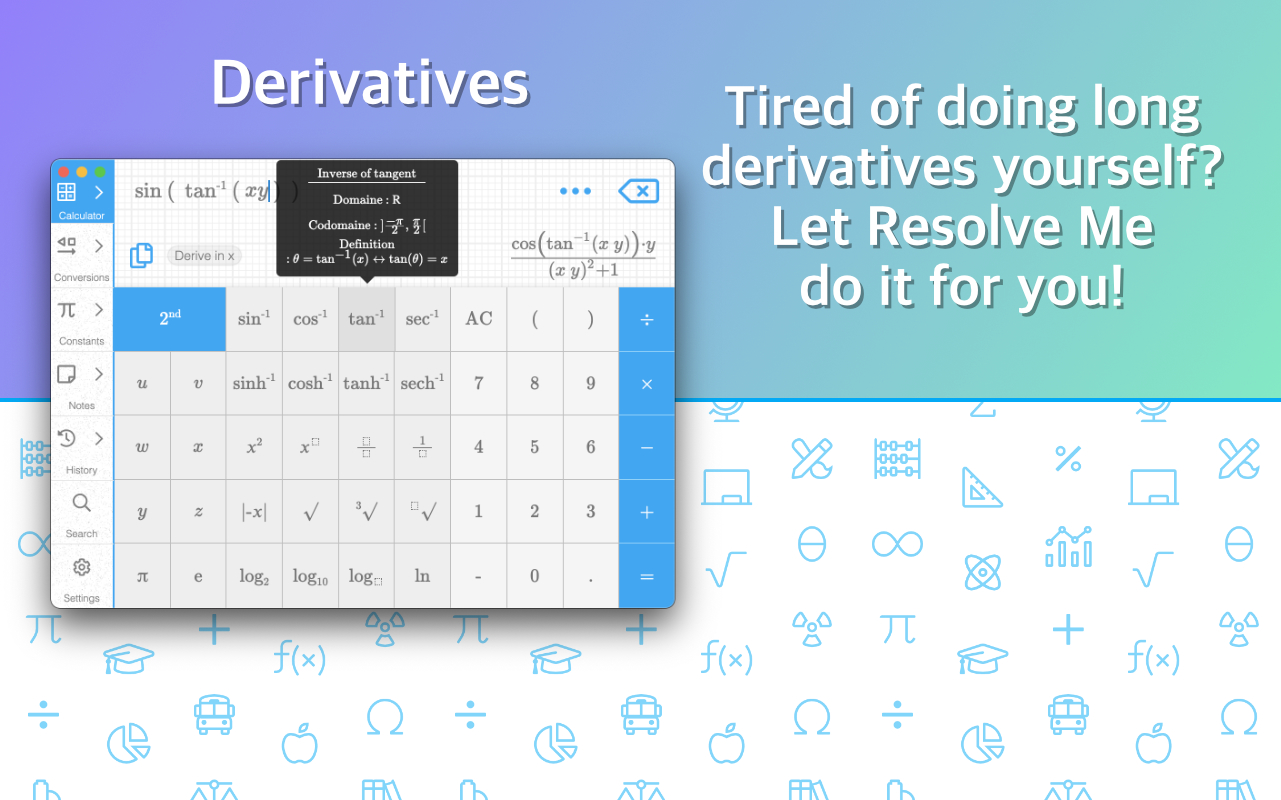 Derivatives
Tired of doing long
derivatives yourself?
Let Resolve Me
do it for you!
sin ( tan⁻¹ ( xy ) )
Inverse of tangent
Domaine : R
Codomaine : ]−π/2, π/2[
Definition
: θ = tan⁻¹(x) ↔ tan(θ) = x
Derive in x
cos(tan⁻¹(x y))·y
(x y)²+1
Calculator
Conversions
π
Constants
Notes
History
Search
Settings
2nd sin⁻¹ cos⁻¹ tan⁻¹ sec⁻¹ AC ( ) ÷
u v sinh⁻¹ cosh⁻¹ tanh⁻¹ sech⁻¹ 7 8 9 ×
w x x² x□ □/□ 1/□ 4 5 6 −
y z |-x| √ ³√ □√ 1 2 3 +
π e log₂ log₁₀ log□ ln - 0 . =
%
θ
∞
√
π + π + π +
f(x) f(x) f(x)
÷ Ω ÷ Ω ÷ Ω